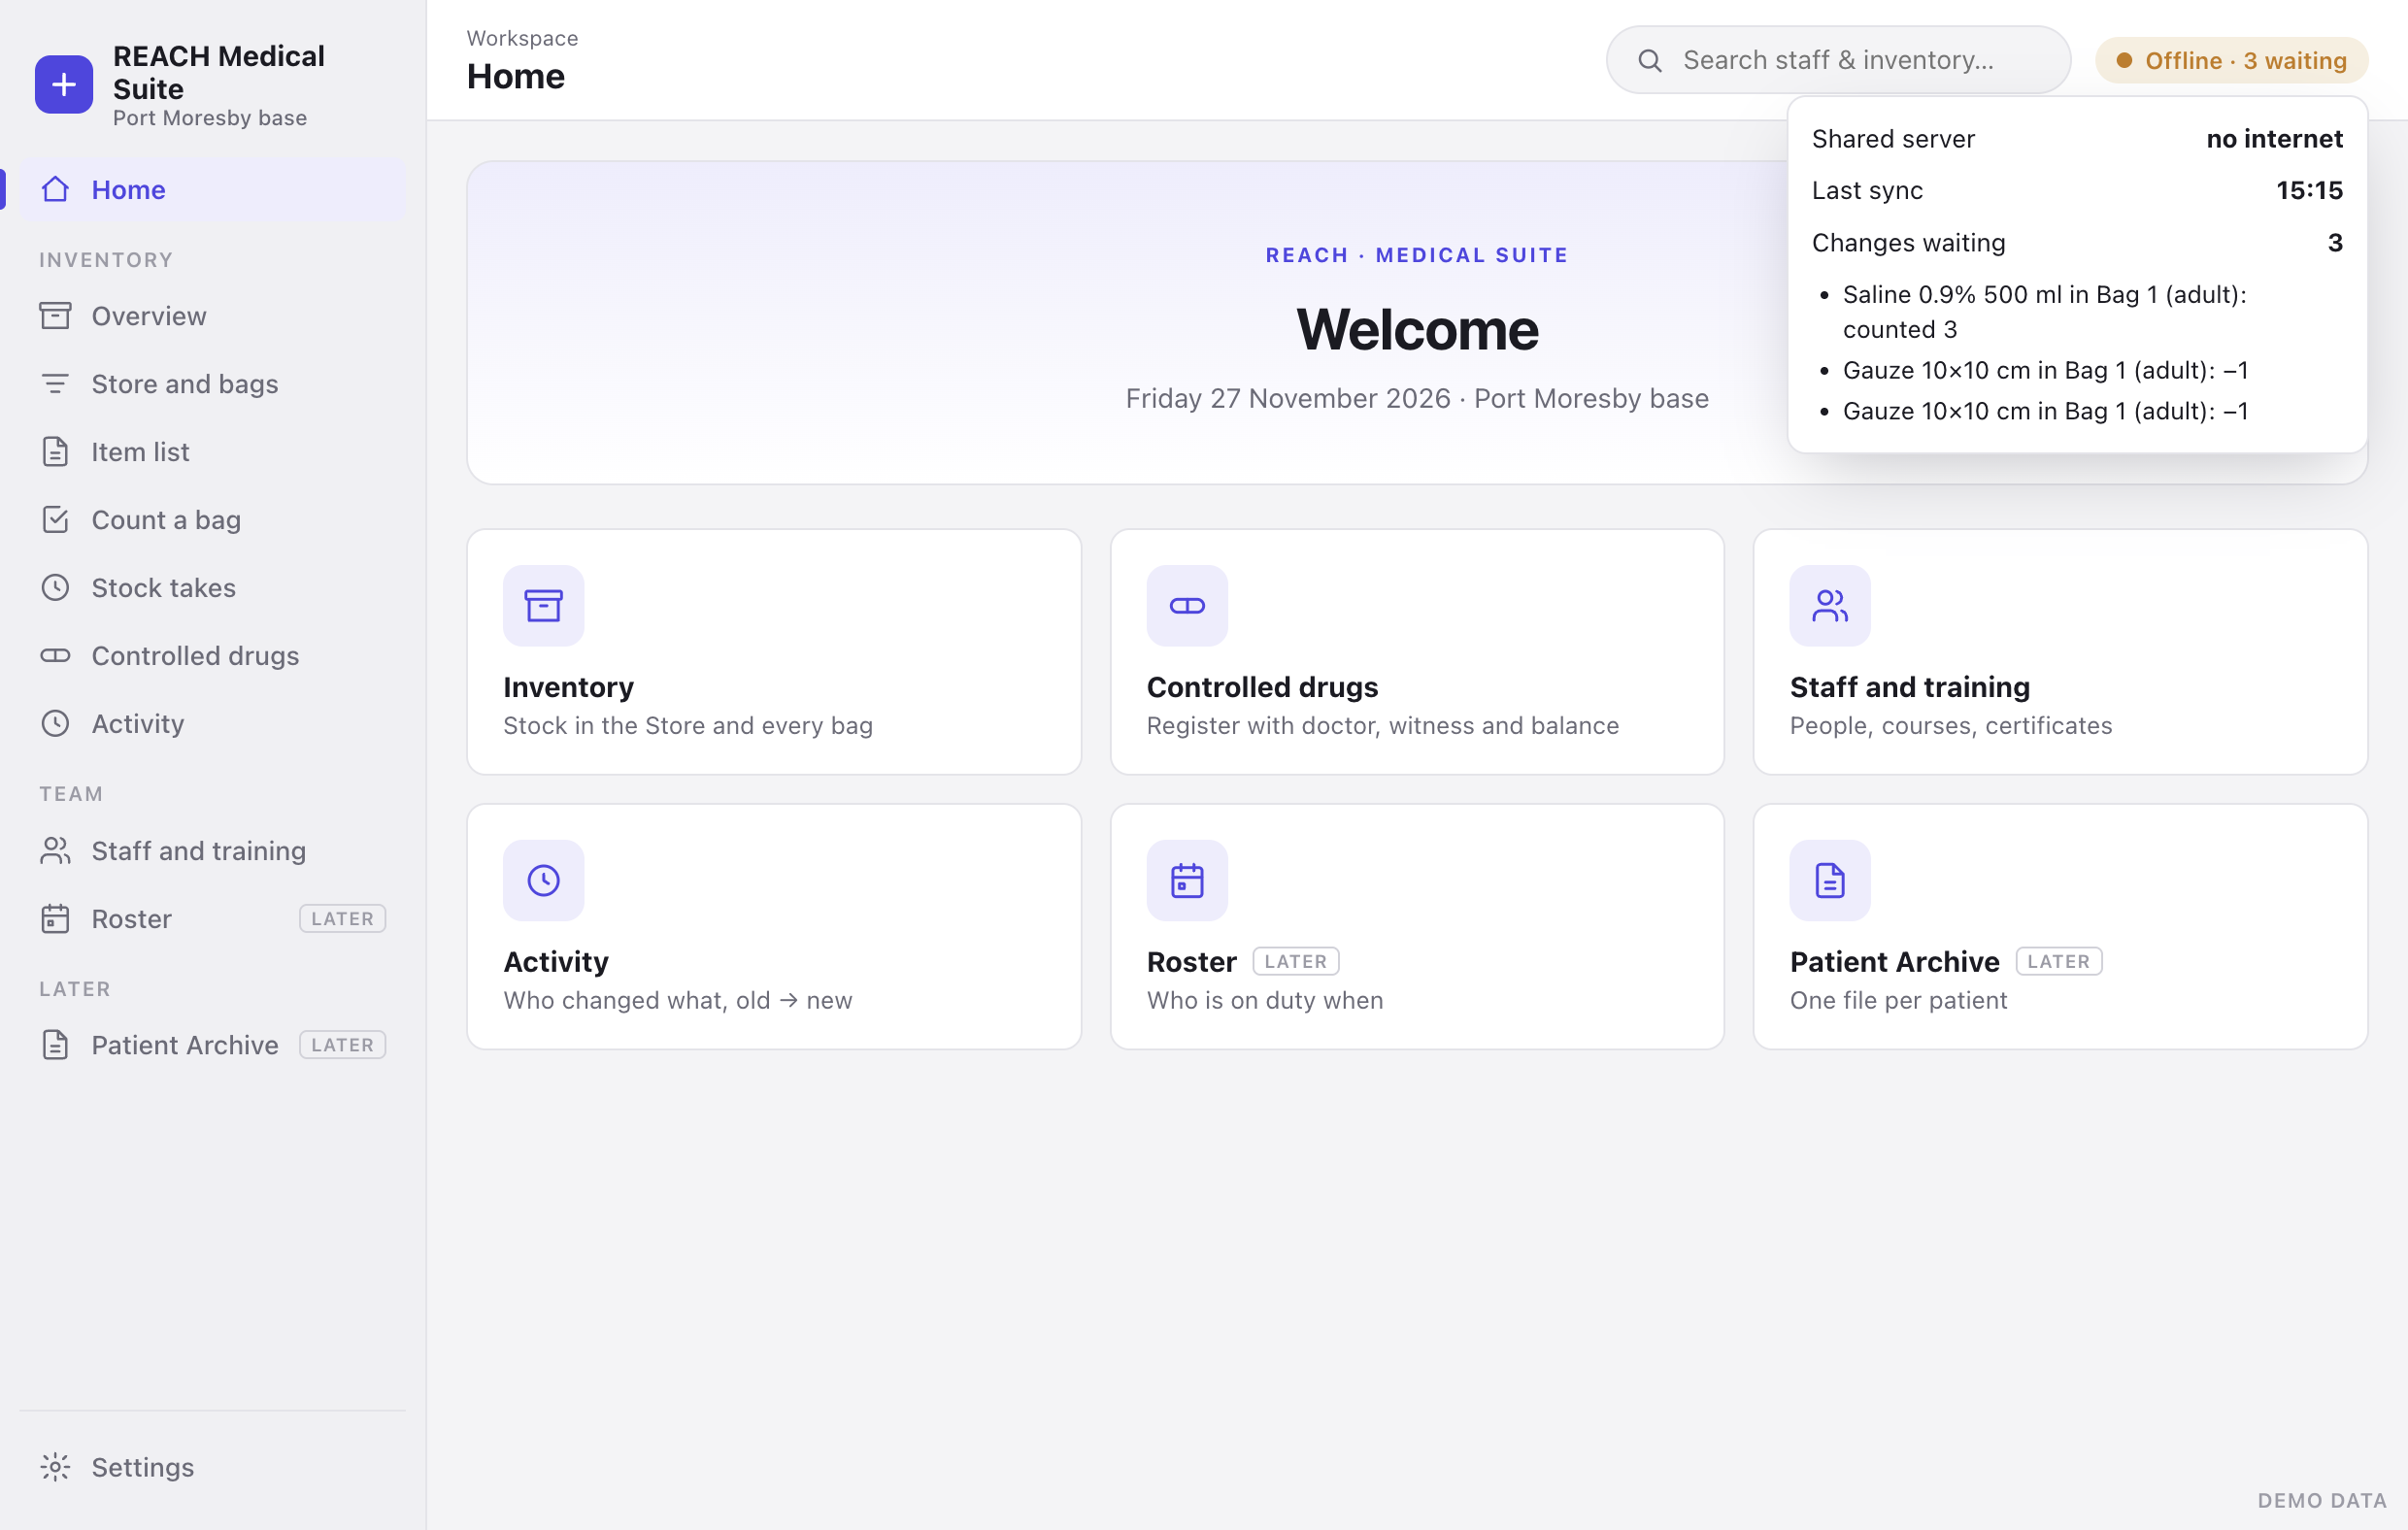 REACH Medical
Suite
Port Moresby base
Home
INVENTORY
Overview
Store and bags
Item list
Count a bag
Stock takes
Controlled drugs
Activity
TEAM
Staff and training
Roster LATER
LATER
Patient Archive LATER
Settings
Workspace
Home
Search staff & inventory...
Offline · 3 waiting
Shared server no internet
Last sync 15:15
Changes waiting 3
• Saline 0.9% 500 ml in Bag 1 (adult):
counted 3
• Gauze 10×10 cm in Bag 1 (adult): −1
• Gauze 10×10 cm in Bag 1 (adult): −1
REACH · MEDICAL SUITE
Welcome
Friday 27 November 2026 · Port Moresby base
Inventory
Stock in the Store and every bag
Controlled drugs
Register with doctor, witness and balance
Staff and training
People, courses, certificates
Activity
Who changed what, old → new
Roster LATER
Who is on duty when
Patient Archive LATER
One file per patient
DEMO DATA